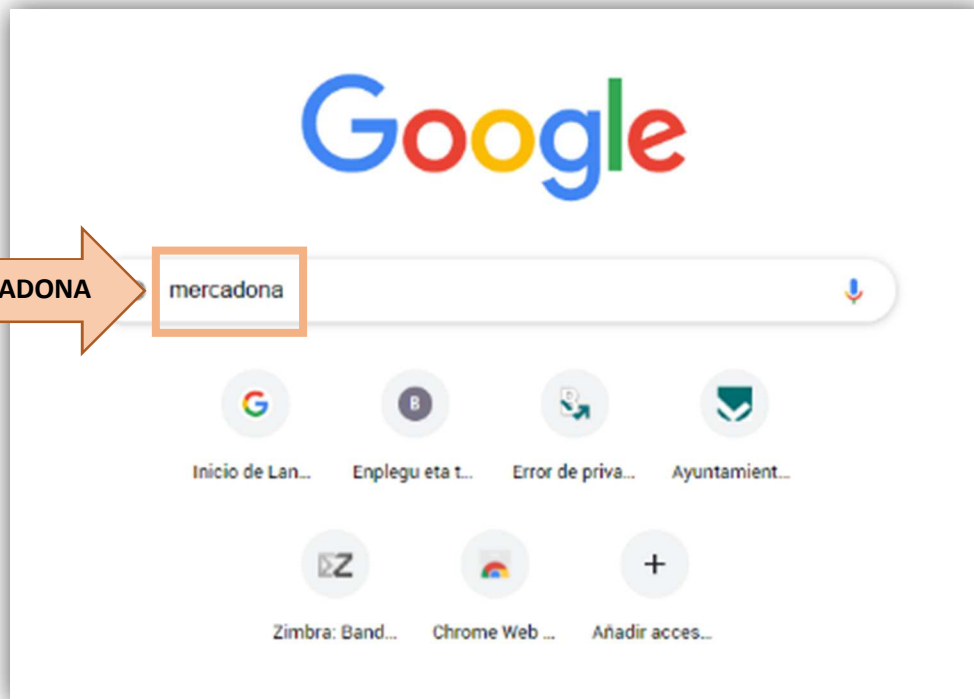 Google
ADONA
mercadona
G
B
B
Inicio de Lan...
Enplegu eta t...
Error de priva...
Ayuntamient...
Z
+
Zimbra: Band...
Chrome Web ...
Añadir acces...